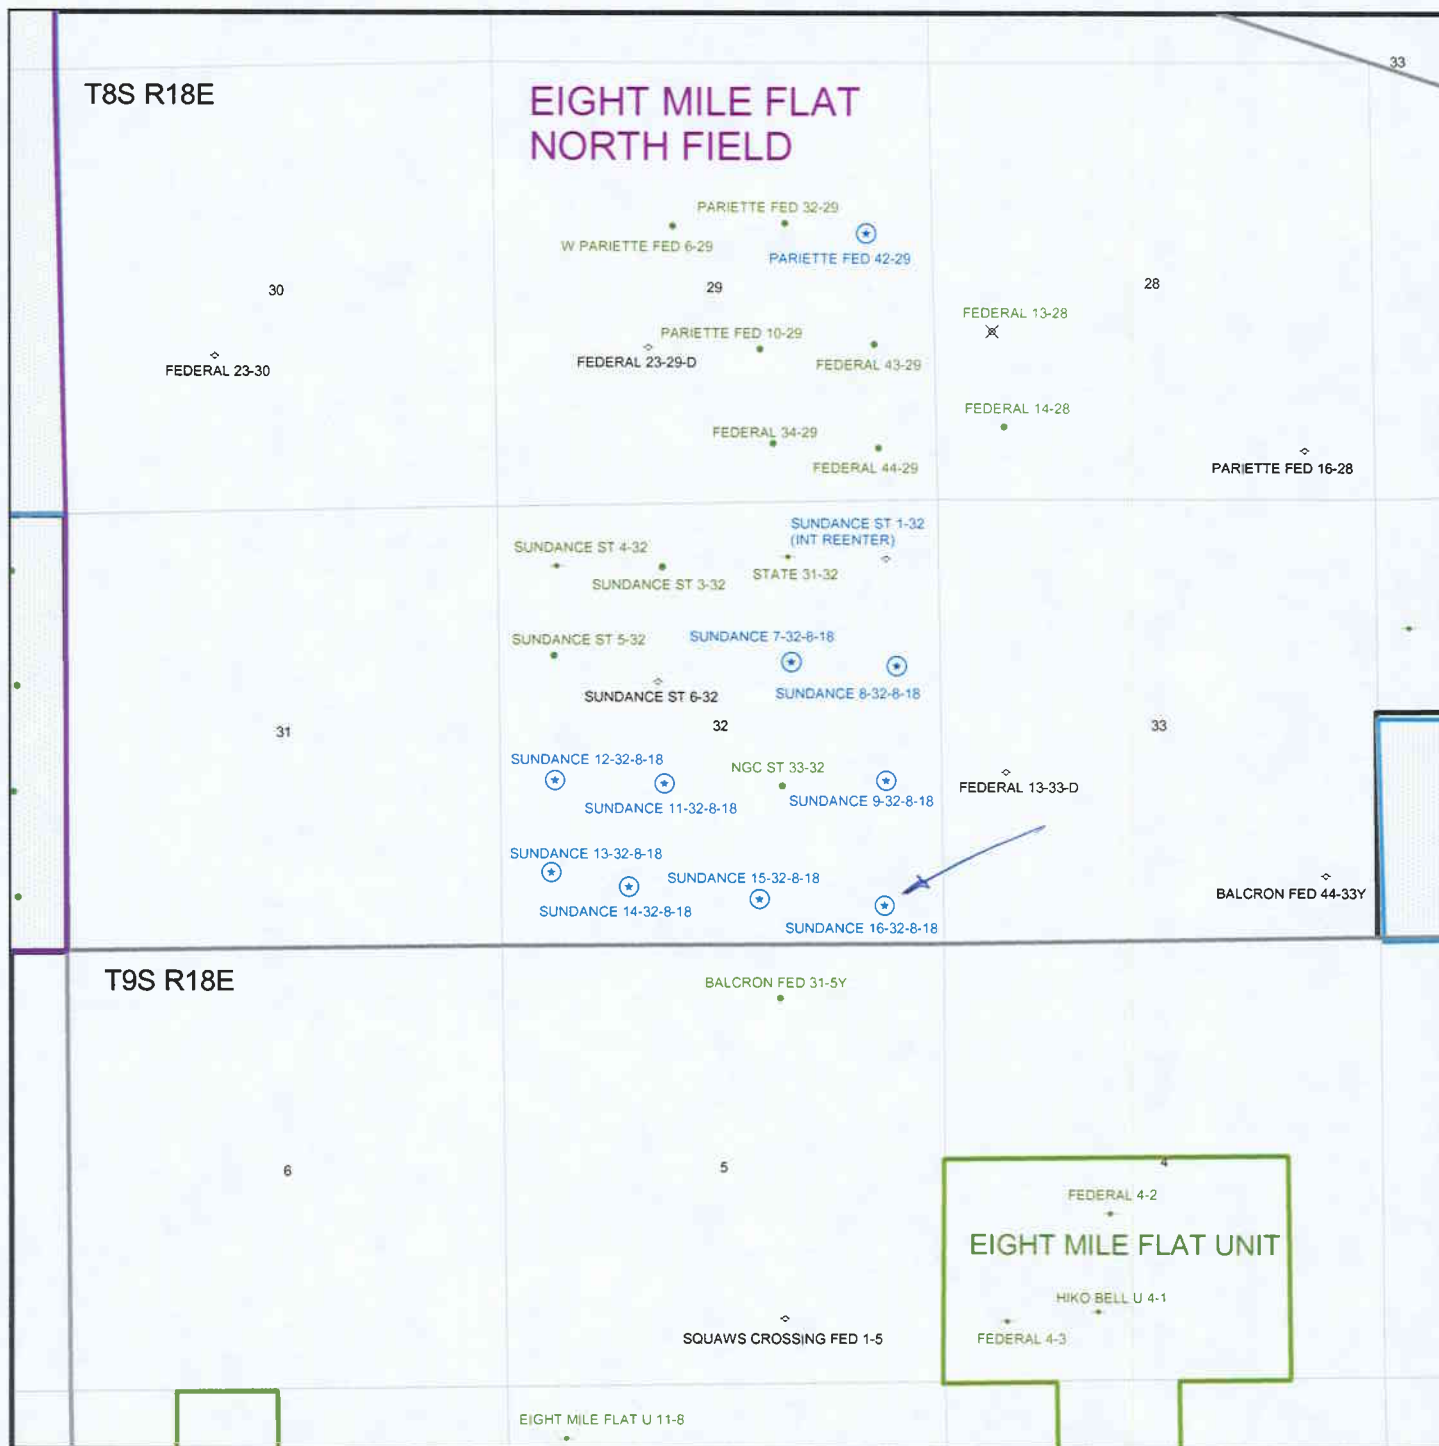 33
T8S R18E
EIGHT MILE FLAT
NORTH FIELD
PARIETTE FED 32-29
W PARIETTE FED 6-29
PARIETTE FED 42-29
30
29
28
FEDERAL 13-28
PARIETTE FED 10-29
FEDERAL 23-29-D
FEDERAL 43-29
FEDERAL 23-30
FEDERAL 14-28
FEDERAL 34-29
FEDERAL 44-29
PARIETTE FED 16-28
SUNDANCE ST 1-32
(INT REENTER)
SUNDANCE ST 4-32
STATE 31-32
SUNDANCE ST 3-32
SUNDANCE ST 5-32
SUNDANCE 7-32-8-18
SUNDANCE ST 6-32
SUNDANCE 8-32-8-18
31
32
33
SUNDANCE 12-32-8-18
NGC ST 33-32
SUNDANCE 11-32-8-18
SUNDANCE 9-32-8-18
FEDERAL 13-33-D
SUNDANCE 13-32-8-18
SUNDANCE 15-32-8-18
SUNDANCE 14-32-8-18
SUNDANCE 16-32-8-18
BALCRON FED 44-33Y
T9S R18E
BALCRON FED 31-5Y
6
5
4
FEDERAL 4-2
EIGHT MILE FLAT UNIT
HIKO BELL U 4-1
SQUAWS CROSSING FED 1-5
FEDERAL 4-3
EIGHT MILE FLAT U 11-8